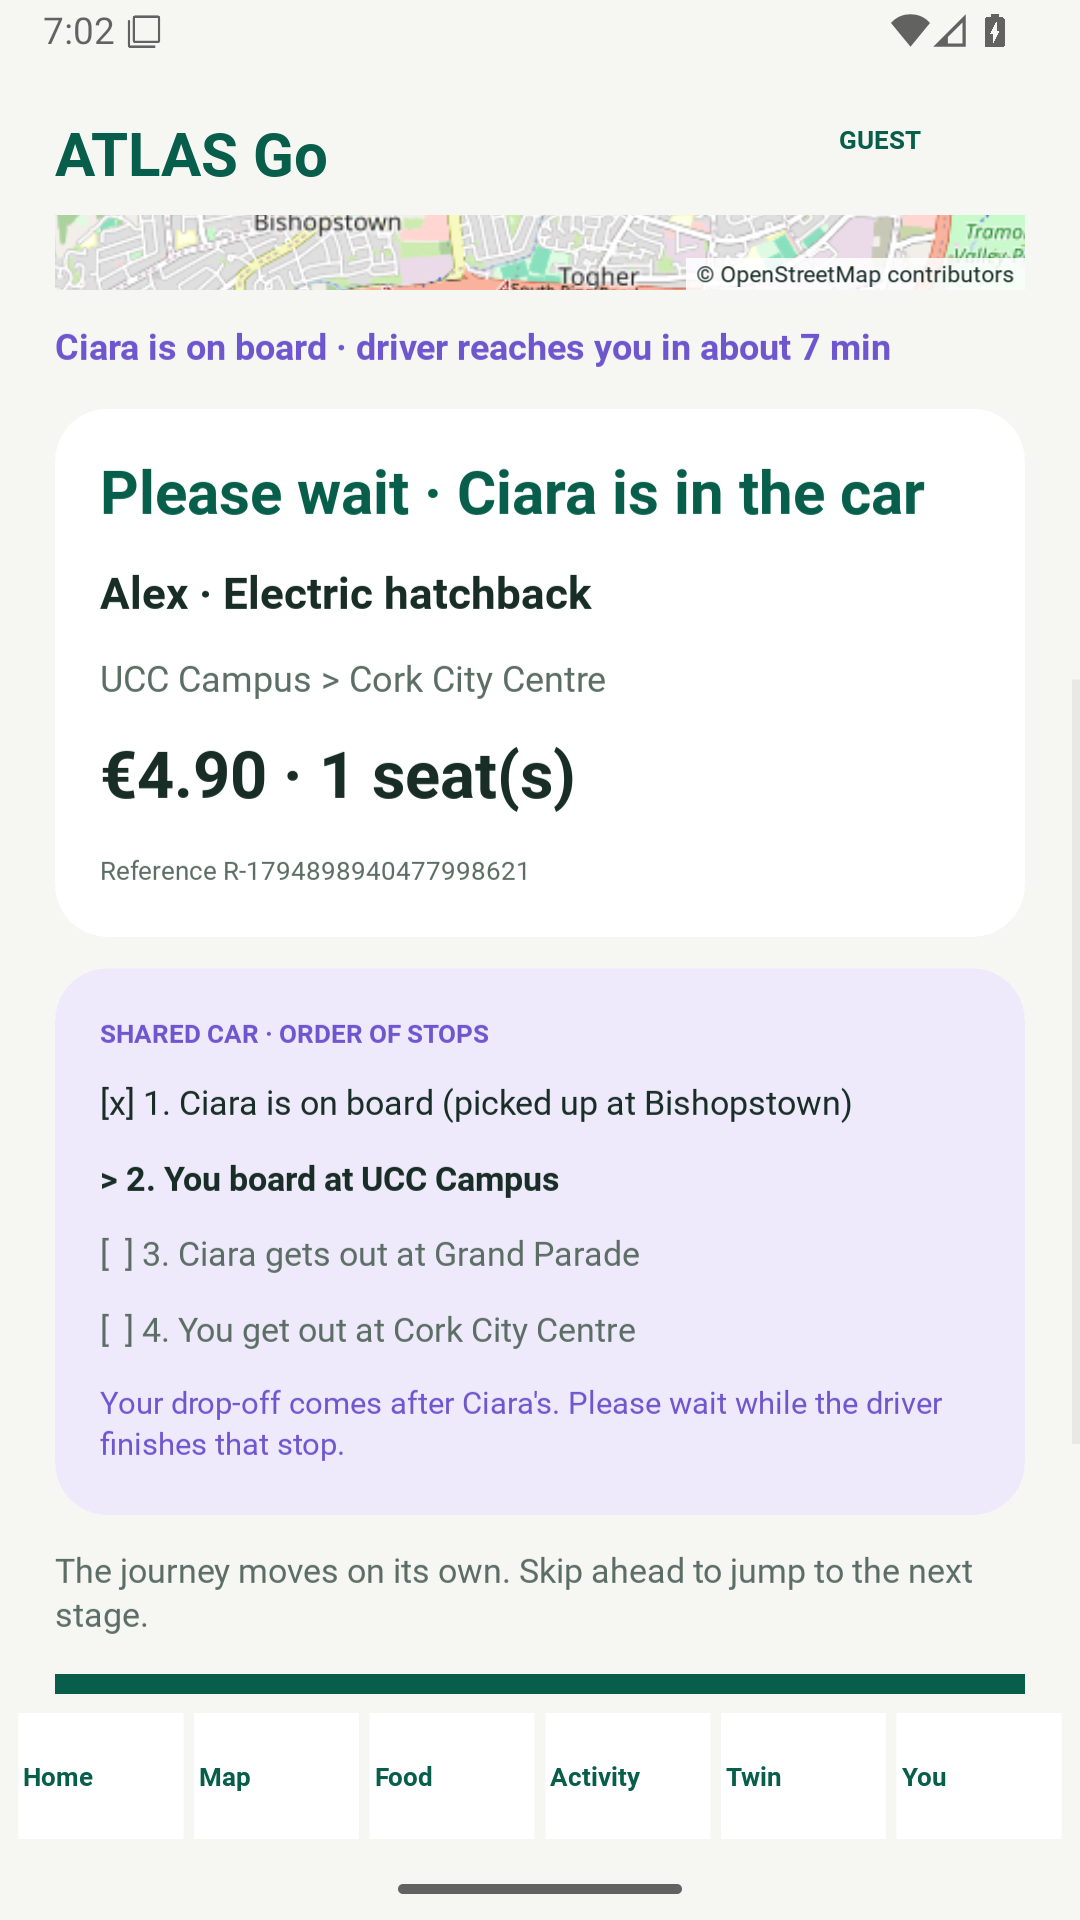 7:02
ATLAS Go
GUEST
Bishopstown
Togher
Tramo
Valley P
© OpenStreetMap contributors
Ciara is on board · driver reaches you in about 7 min
Please wait · Ciara is in the car
Alex · Electric hatchback
UCC Campus > Cork City Centre
€4.90 · 1 seat(s)
Reference R-1794898940477998621
SHARED CAR · ORDER OF STOPS
[x] 1. Ciara is on board (picked up at Bishopstown)
> 2. You board at UCC Campus
[ ] 3. Ciara gets out at Grand Parade
[ ] 4. You get out at Cork City Centre
Your drop-off comes after Ciara's. Please wait while the driver
finishes that stop.
The journey moves on its own. Skip ahead to jump to the next
stage.
Home
Map
Food
Activity
Twin
You